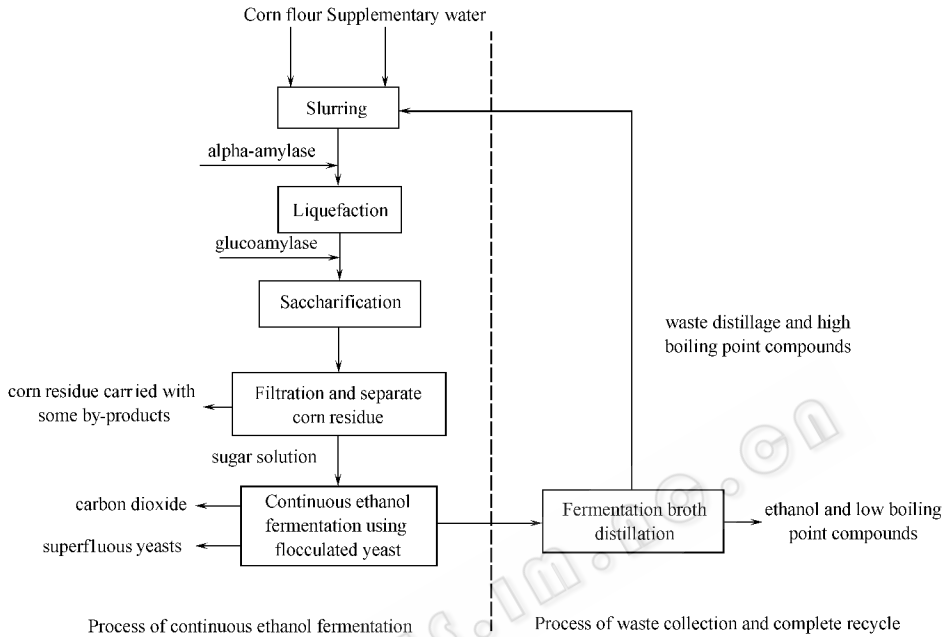 Corn flour Supplementary water
Slurring
alpha-amylase
Liquefaction
glucoamylase
Saccharification
waste distillage and high
boiling point compounds
corn residue carried with
some by-products
Filtration and separate
corn residue
sugar solution
carbon dioxide
superfluous yeasts
Continuous ethanol
fermentation using
flocculated yeast
Fermentation broth
distillation
ethanol and low boiling
point compounds
Process of continuous ethanol fermentation
Process of waste collection and complete recycle